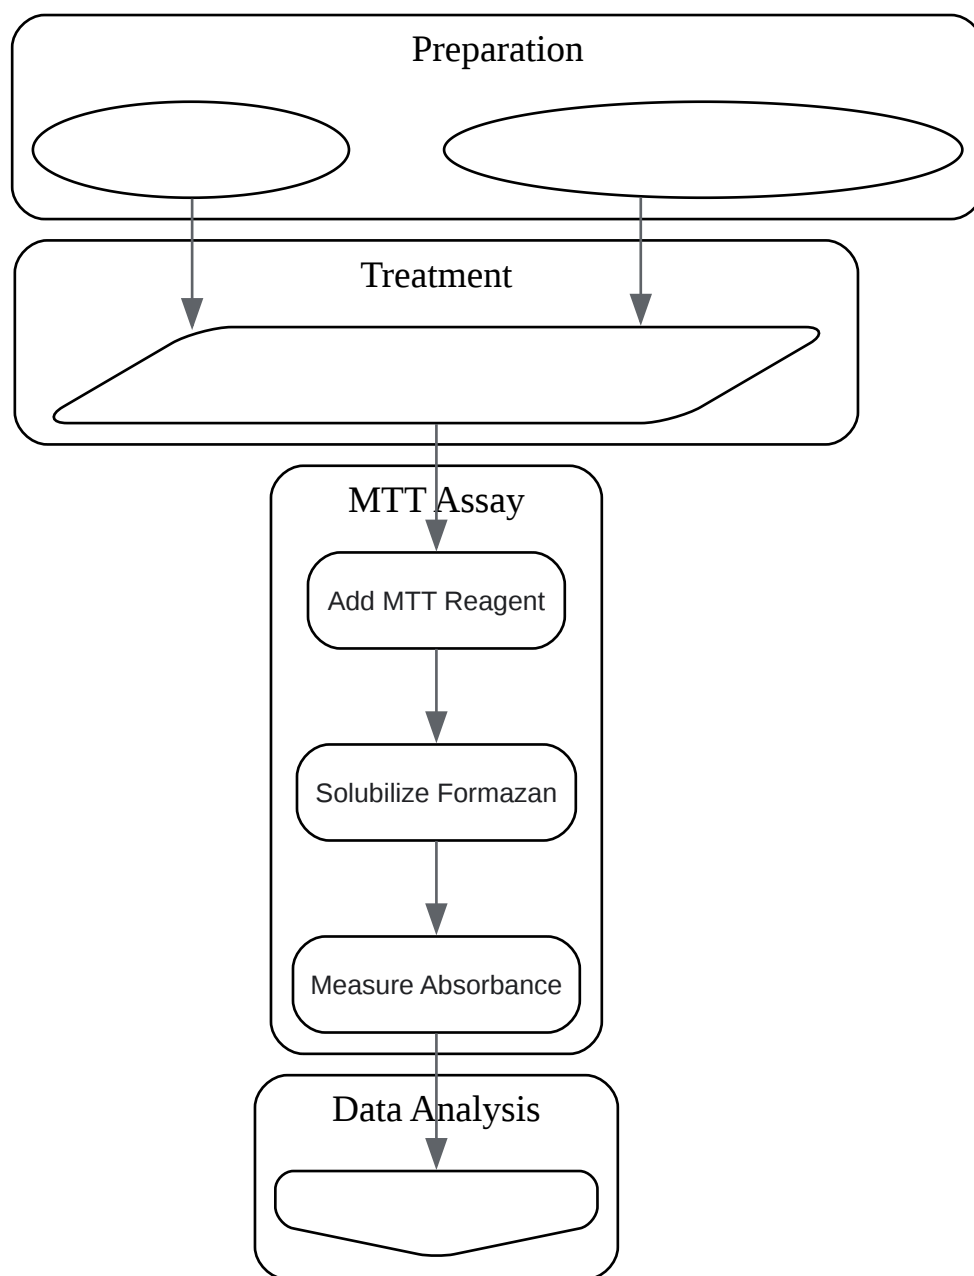 Preparation
Treatment
MTT Assay
Add MTT Reagent
Solubilize Formazan
Measure Absorbance
Data Analysis